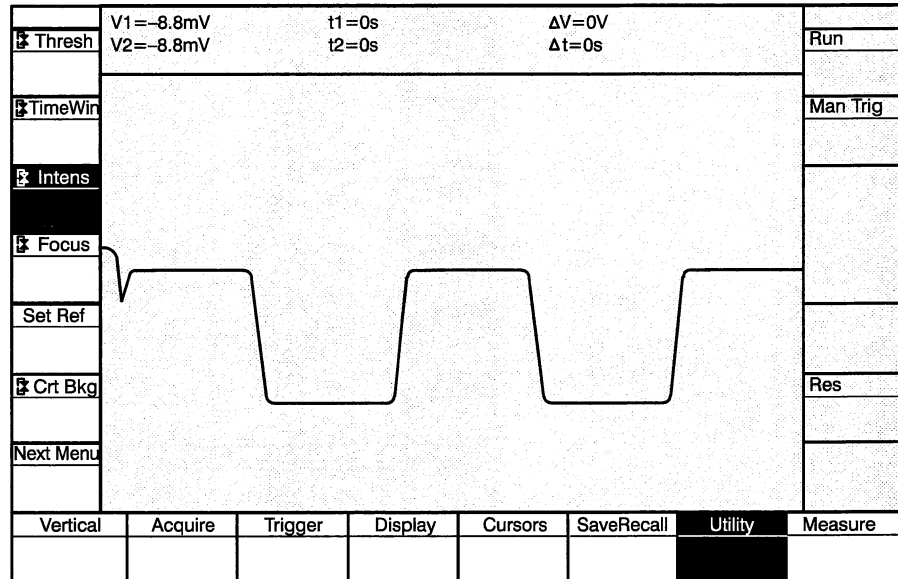 V1=–8.8mV t1=0s ΔV=0V
V2=–8.8mV t2=0s Δt=0s
Thresh
TimeWin
Intens
Focus
Set Ref
Crt Bkg
Next Menu
Run
Man Trig
Res
Vertical Acquire Trigger Display Cursors SaveRecall Utility Measure